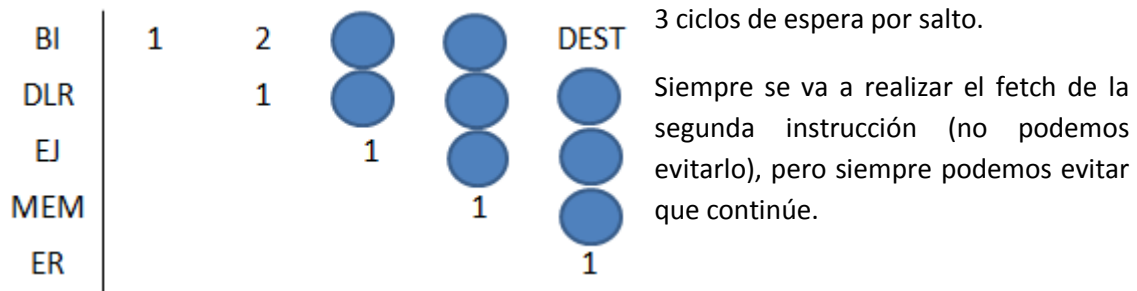 BI 1 2 DEST
DLR 1
EJ 1
MEM 1
ER 1
3 ciclos de espera por salto.
Siempre se va a realizar el fetch de la
segunda instrucción (no podemos
evitarlo), pero siempre podemos evitar
que continúe.